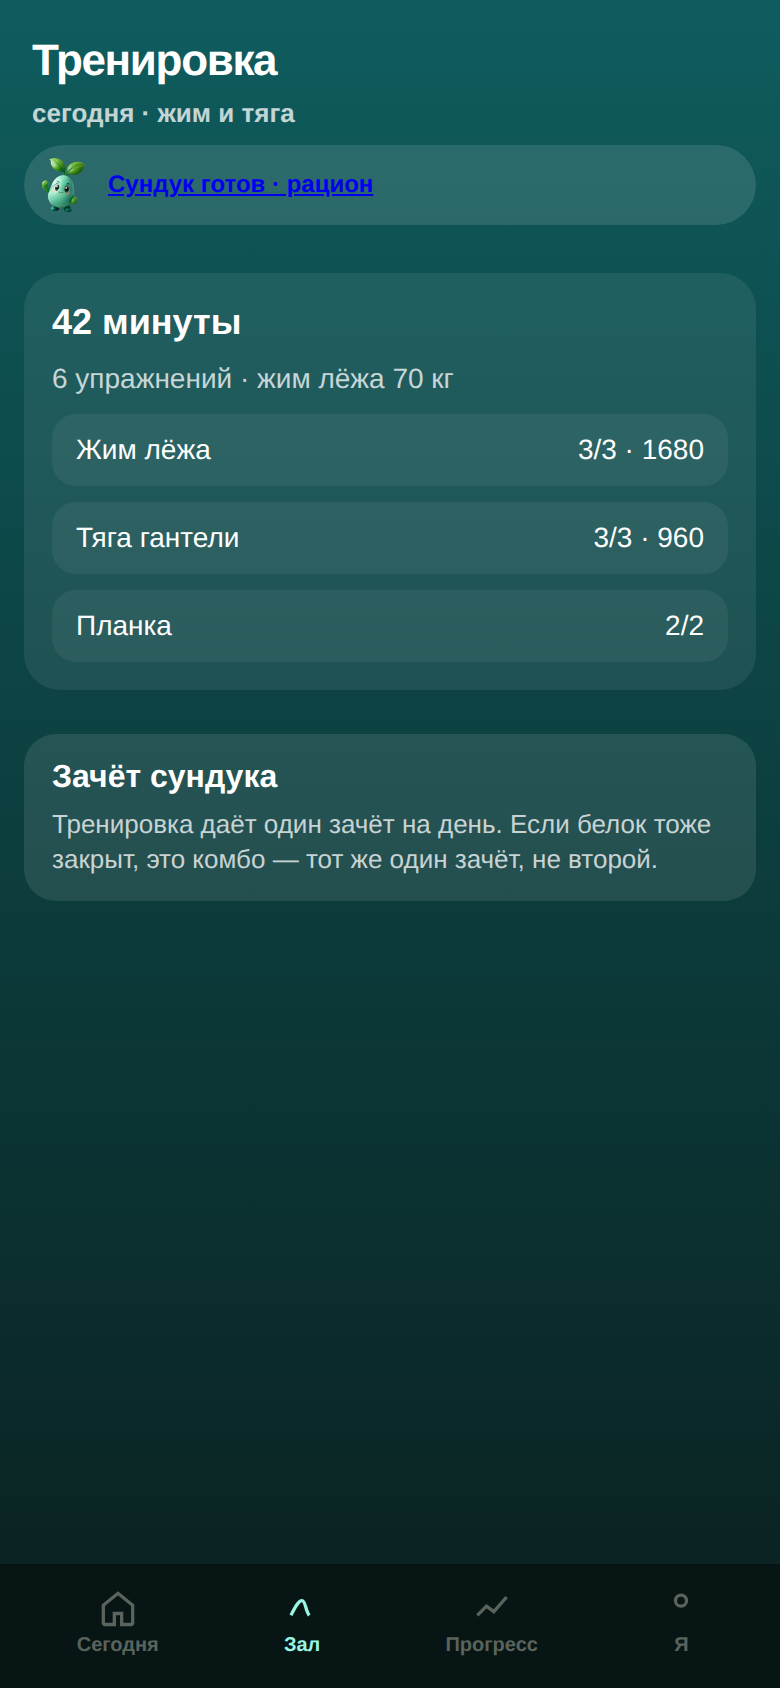 Тренировка
сегодня · жим и тяга
Сундук готов · рацион
42 минуты
6 упражнений · жим лёжа 70 кг
Жим лёжа 3/3 · 1680
Тяга гантели 3/3 · 960
Планка 2/2
Зачёт сундука
Тренировка даёт один зачёт на день. Если белок тоже
закрыт, это комбо — тот же один зачёт, не второй.
Сегодня Зал Прогресс Я